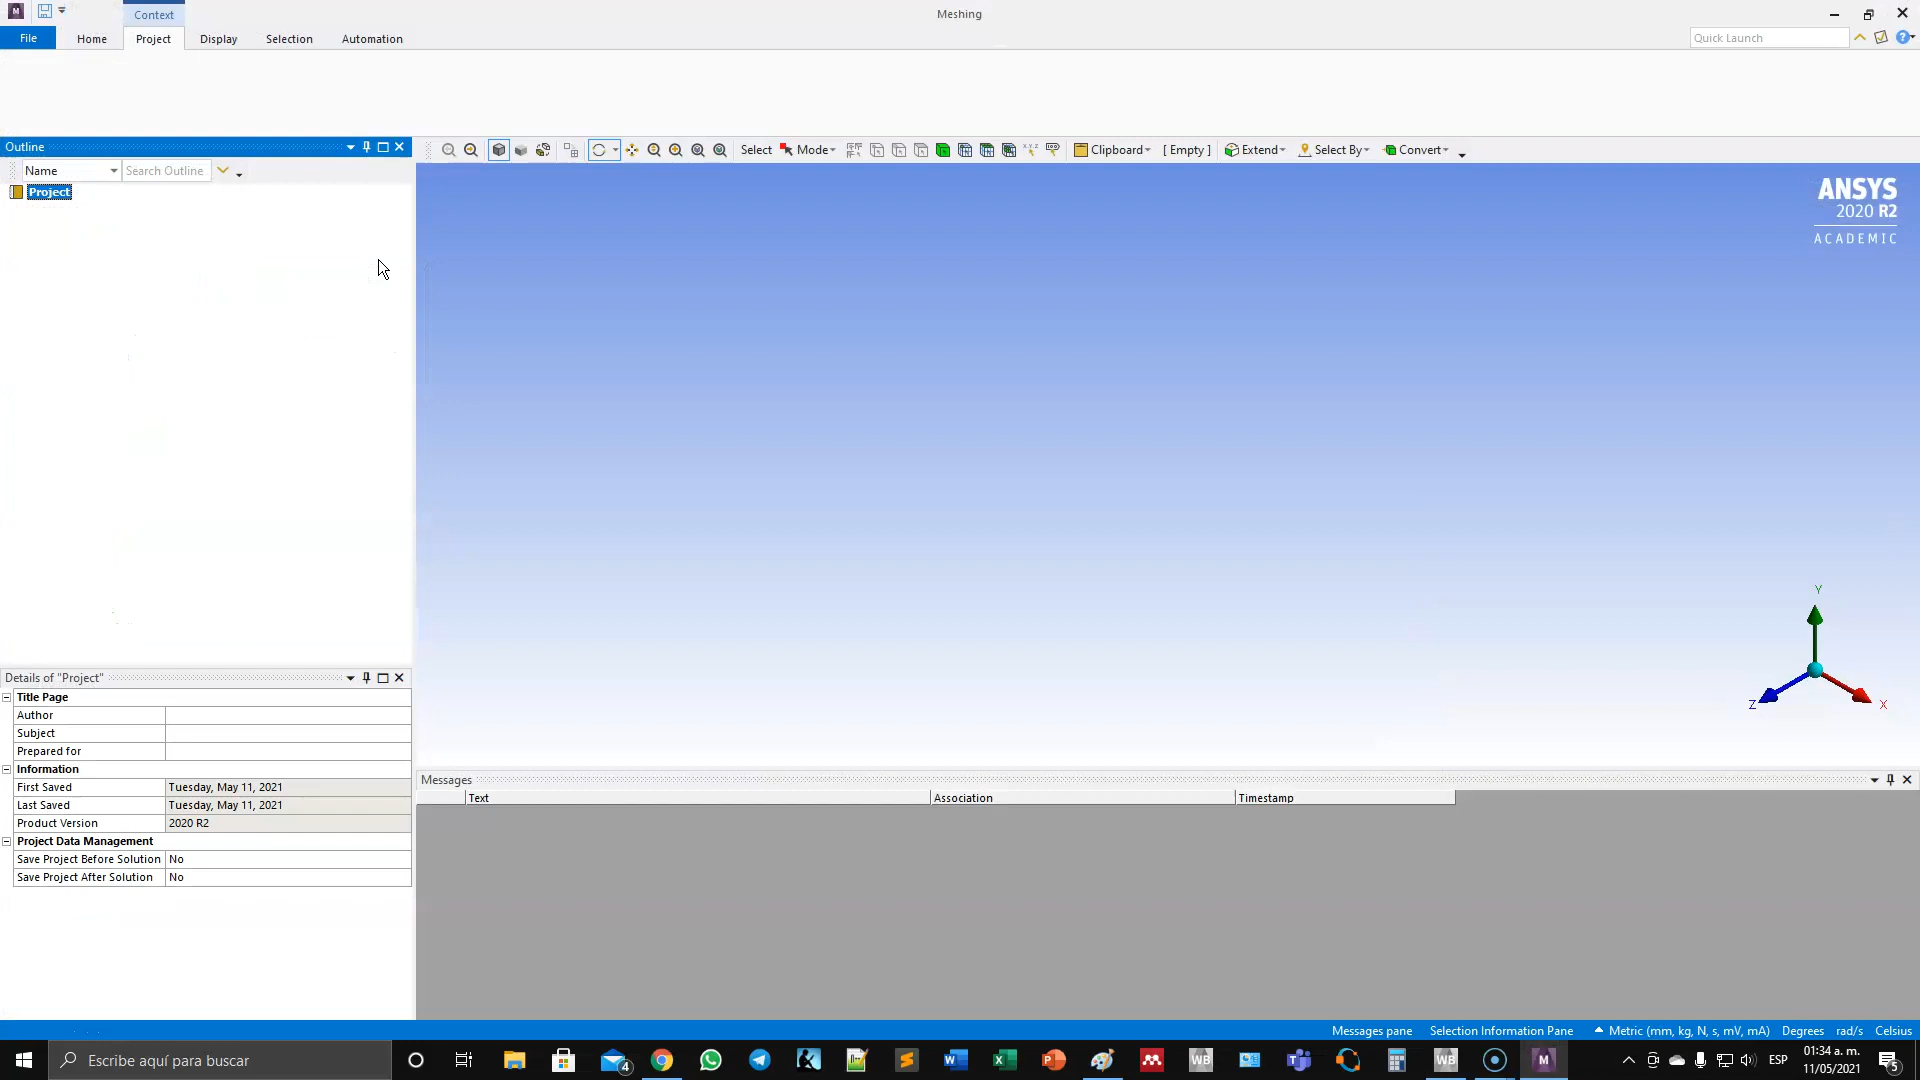 Context
Meshing
File
Home
Project
Display
Selection
Automation
Quick Launch
Outline
Name
Search Outline
Select
Mode
Clipboard
[ Empty ]
Extend
Select By
Convert
Project
ANSYS
2020 R2
ACADEMIC
Y
Z
X
Details of "Project"
Title Page
Author
Subject
Prepared for
Information
First Saved Tuesday, May 11, 2021
Last Saved Tuesday, May 11, 2021
Product Version 2020 R2
Project Data Management
Save Project Before Solution No
Save Project After Solution No
Messages
Text Association Timestamp
Messages pane
Selection Information Pane
Metric (mm, kg, N, s, mV, mA)
Degrees
rad/s
Celsius
Escribe aquí para buscar
4
WB
WB
M
ESP
01:34 a. m.
11/05/2021
5